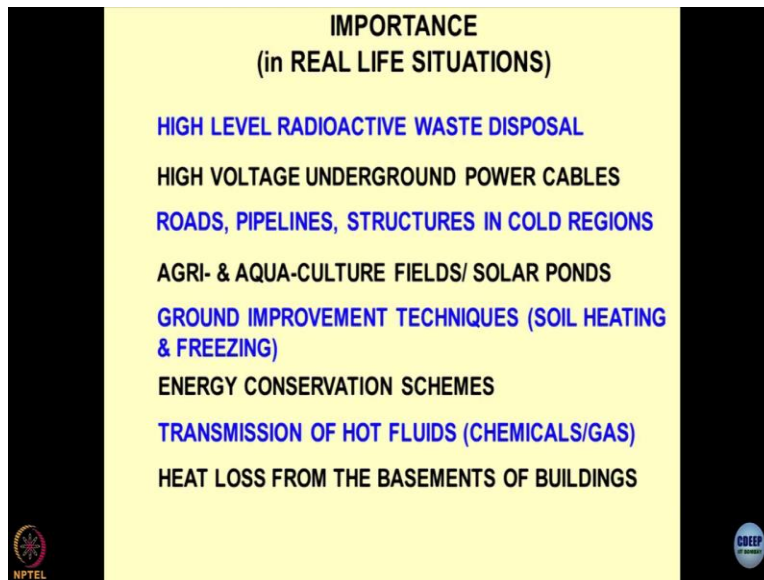 IMPORTANCE
(in REAL LIFE SITUATIONS)
HIGH LEVEL RADIOACTIVE WASTE DISPOSAL
HIGH VOLTAGE UNDERGROUND POWER CABLES
ROADS, PIPELINES, STRUCTURES IN COLD REGIONS
AGRI- & AQUA-CULTURE FIELDS/ SOLAR PONDS
GROUND IMPROVEMENT TECHNIQUES (SOIL HEATING
& FREEZING)
ENERGY CONSERVATION SCHEMES
TRANSMISSION OF HOT FLUIDS (CHEMICALS/GAS)
HEAT LOSS FROM THE BASEMENTS OF BUILDINGS
NPTEL
CDEEP
IIT BOMBAY